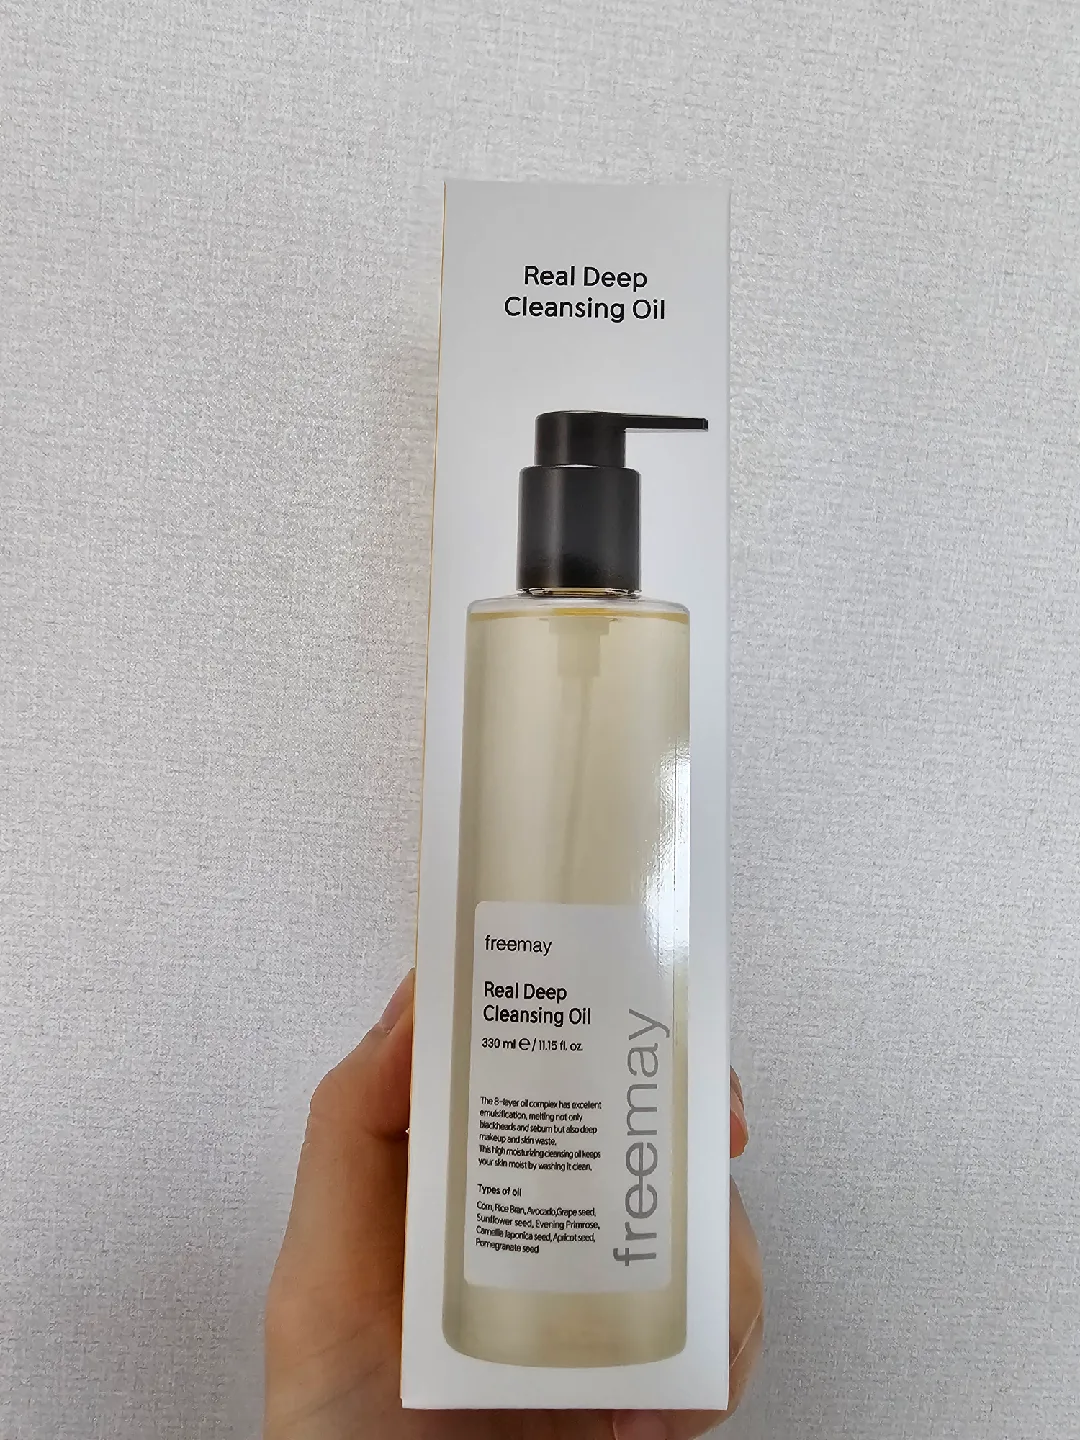 Real Deep
Cleansing Oil
freemay
Real Deep
Cleansing Oil
330 ml ℮ / 11.15 fl. oz.
The 8-layer oil complex has excellent
emulsification, melting not only
blackheads and sebum but also deep
makeup and skin waste.
This high moisturizing cleansing oil keeps
your skin moist by washing it clean.
Types of oil
Corn, Rice Bran, Avocado,Grape seed,
Sunflower seed, Evening Primrose,
Camellia Japonica seed, Apricot seed,
Pomegranate seed
freemay